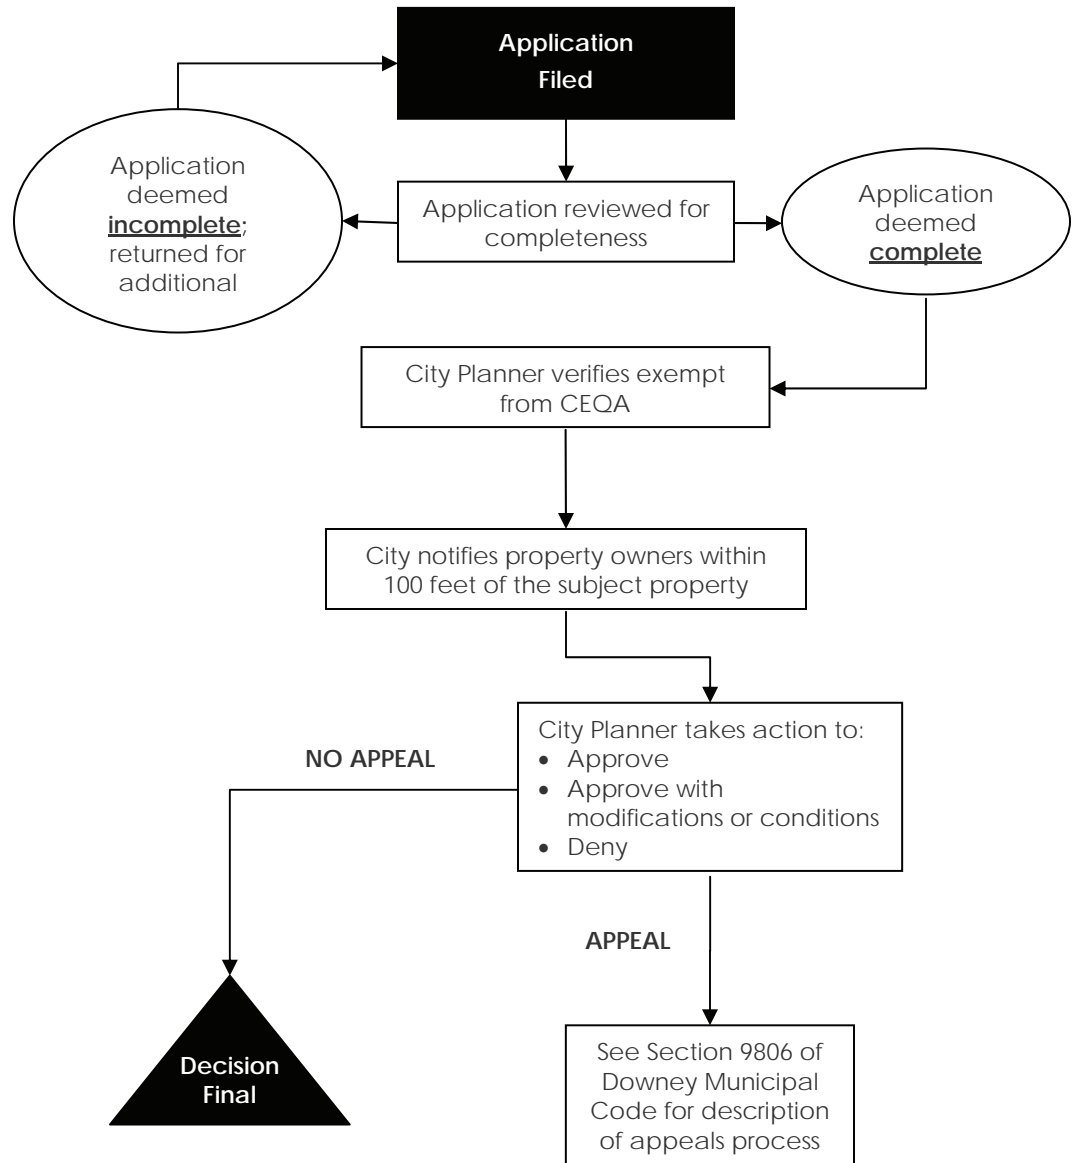 Application
Filed
Application
deemed
incomplete;
returned for
additional
Application reviewed for
completeness
Application
deemed
complete
City Planner verifies exempt
from CEQA
City notifies property owners within
100 feet of the subject property
City Planner takes action to:
• Approve
• Approve with
modifications or conditions
• Deny
NO APPEAL
APPEAL
Decision
Final
See Section 9806 of
Downey Municipal
Code for description
of appeals process